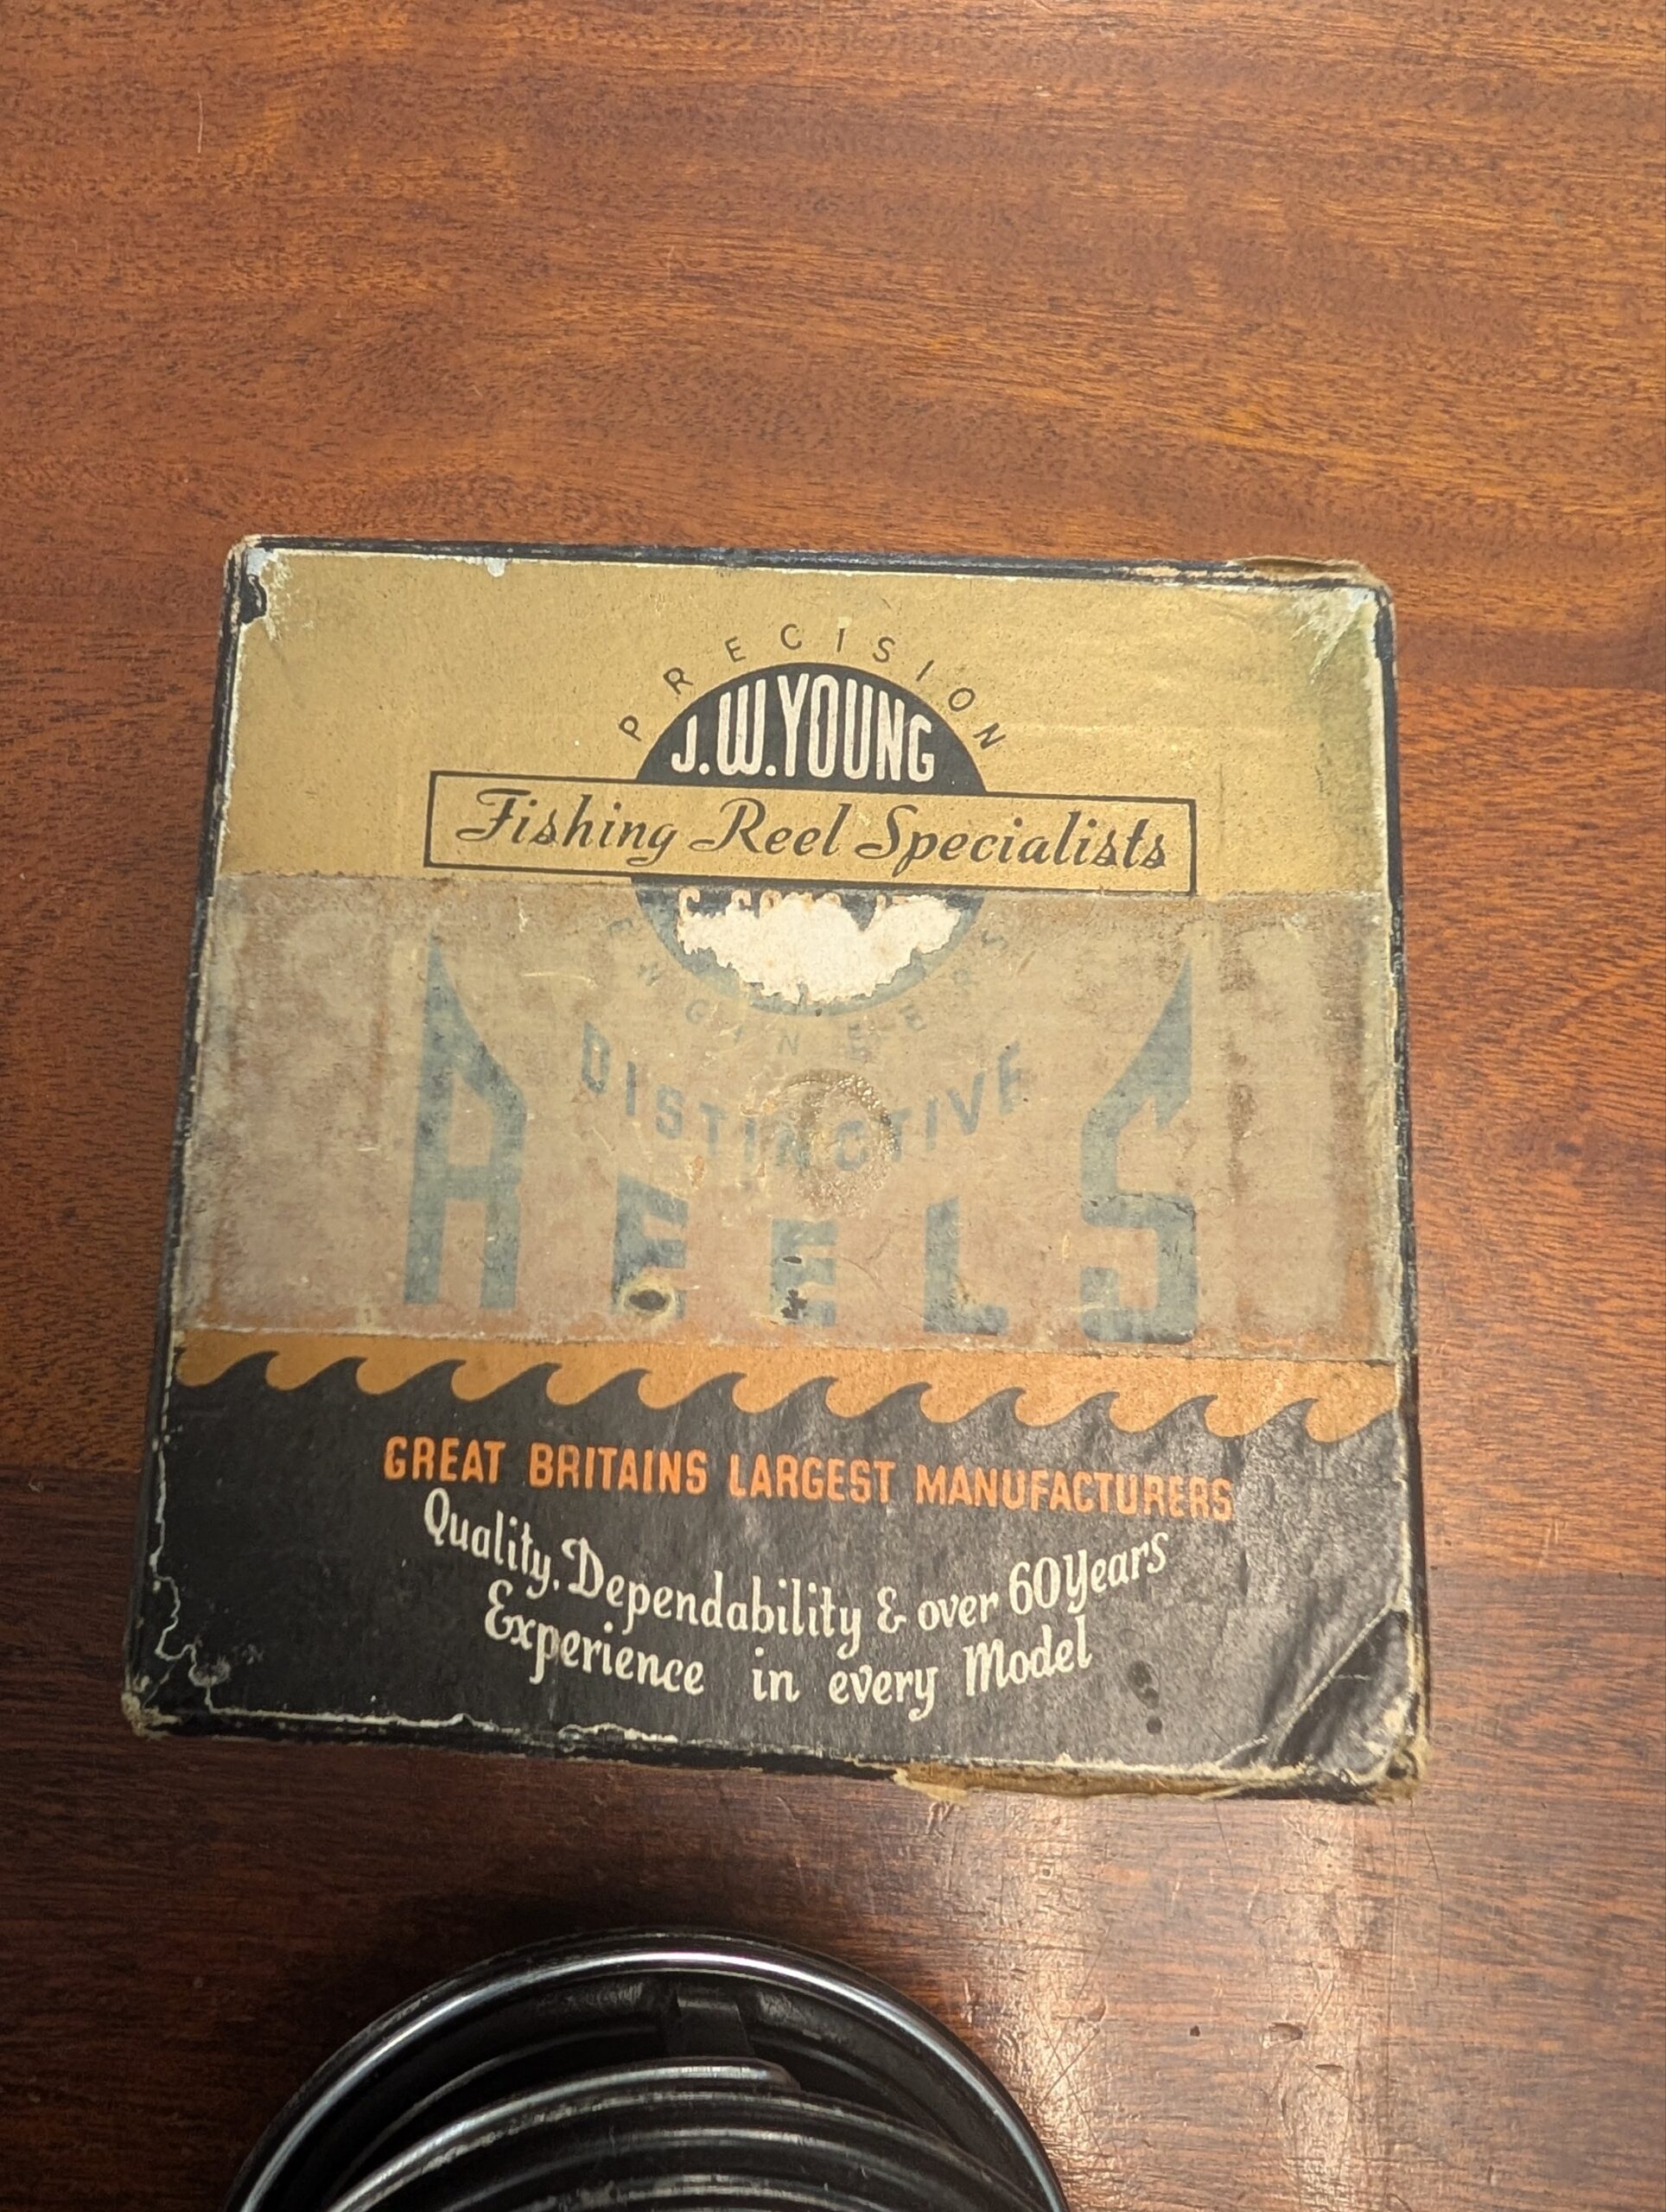 PRECISION
J.W.YOUNG
Fishing Reel Specialists
ENGINEERS
DISTINCTIVE
REELS
GREAT BRITAINS LARGEST MANUFACTURERS
Quality, Dependability & over 60 Years
Experience in every Model